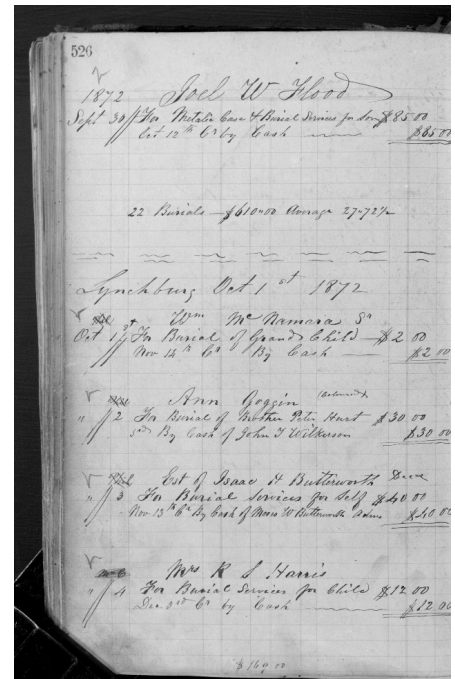 526
1872 Joel W Flood
Sept 30 For Metalic Case & Burial Services for Son $85 00
Oct 12th Cr by Cash $85 00
22 Burials — $610.00 Average 27.72½
Lynchburg Oct 1st 1872
Wm McNamara Sr
Oct 1st For Burial of Grand Child — $2 00
Nov 14th Cr By Cash — $2 00
Ann Goggin (Colored)
" 2 For Burial of Brother Peter Hurt $30 00
By Cash of John T Wilkerson $30 00
Est of Isaac H Butterworth
" 3 For Burial Services for Self $40 00
Nov 13th Cr By Cash of Moses W Butterworth $40 00
Mrs R S Harris
" 4 For Burial Services for Child $12 00
Dec 3rd Cr by Cash $12 00
$169.00